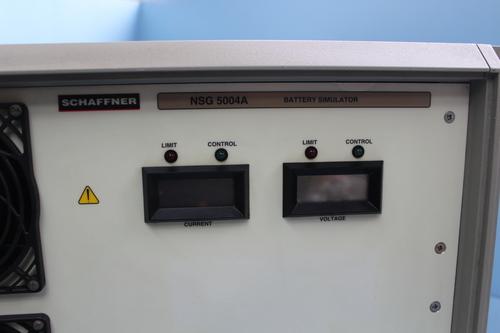 SCHAFFNER
NSG 5004A BATTERY SIMULATOR
LIMIT CONTROL LIMIT CONTROL
CURRENT VOLTAGE